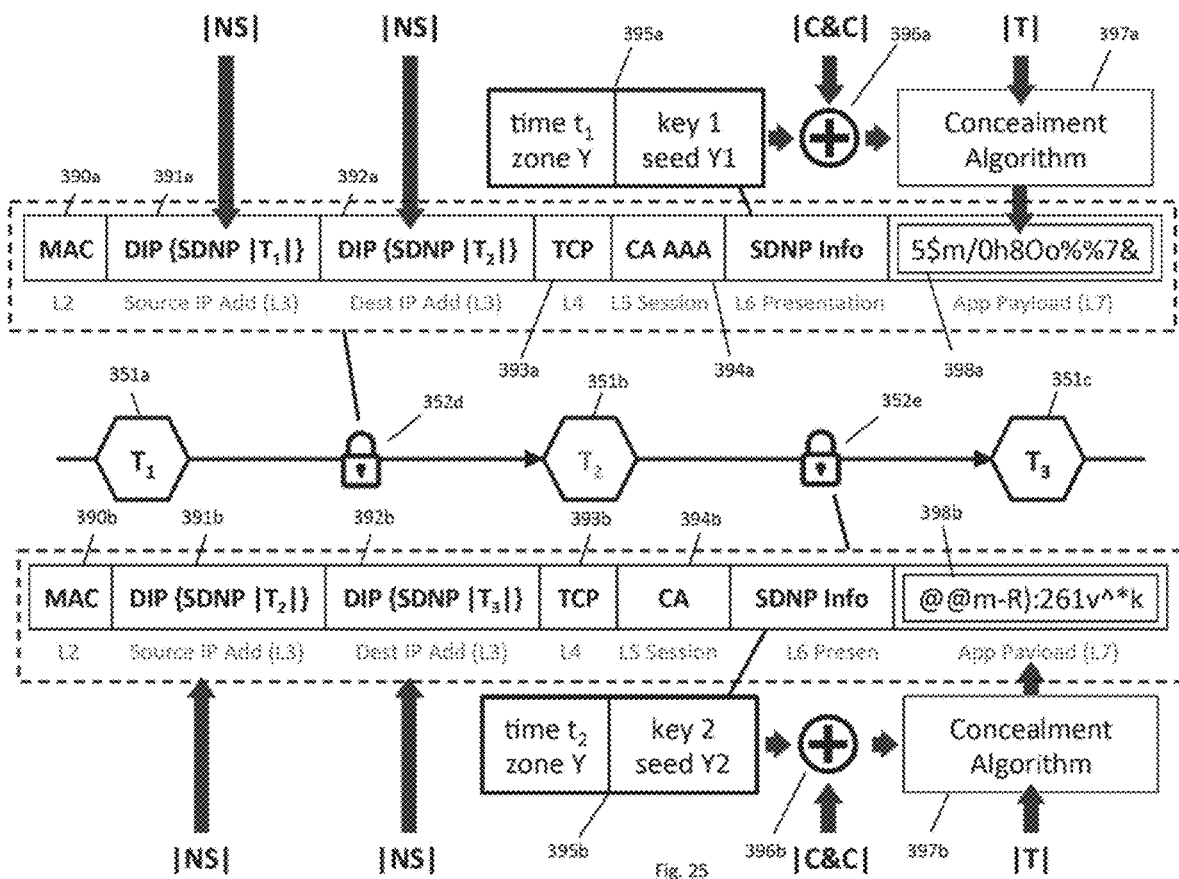 |NS| |NS| 395a |C&C| 396a |T| 397a
time t₁ key 1 Concealment
zone Y seed Y1 Algorithm
390a 391a 392a
MAC DIP {SDNP |T₁|} DIP {SDNP |T₂|} TCP CA AAA SDNP Info 5$m/0h8Oo%%7&
L2 Source IP Add (L3) Dest IP Add (L3) L4 L5 Session L6 Presentation App Payload (L7)
393a 394a 398a
351a 352d 351b 352e 351c
T₁ T₂ T₃
390b 391b 392b 393b 394b 398b
MAC DIP {SDNP |T₂|} DIP {SDNP |T₃|} TCP CA SDNP Info @@m-R):261v^*k
L2 Source IP Add (L3) Dest IP Add (L3) L4 L5 Session L6 Presen App Payload (L7)
time t₂ key 2 Concealment
zone Y seed Y2 Algorithm
|NS| |NS| 395b 396b |C&C| 397b |T|
Fig. 25